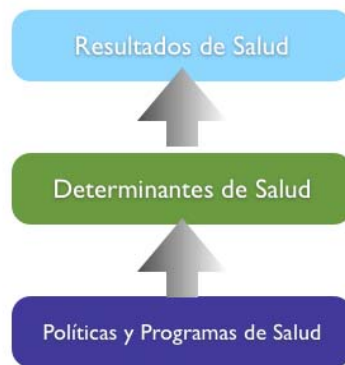 Resultados de Salud
Determinantes de Salud
Políticas y Programas de Salud